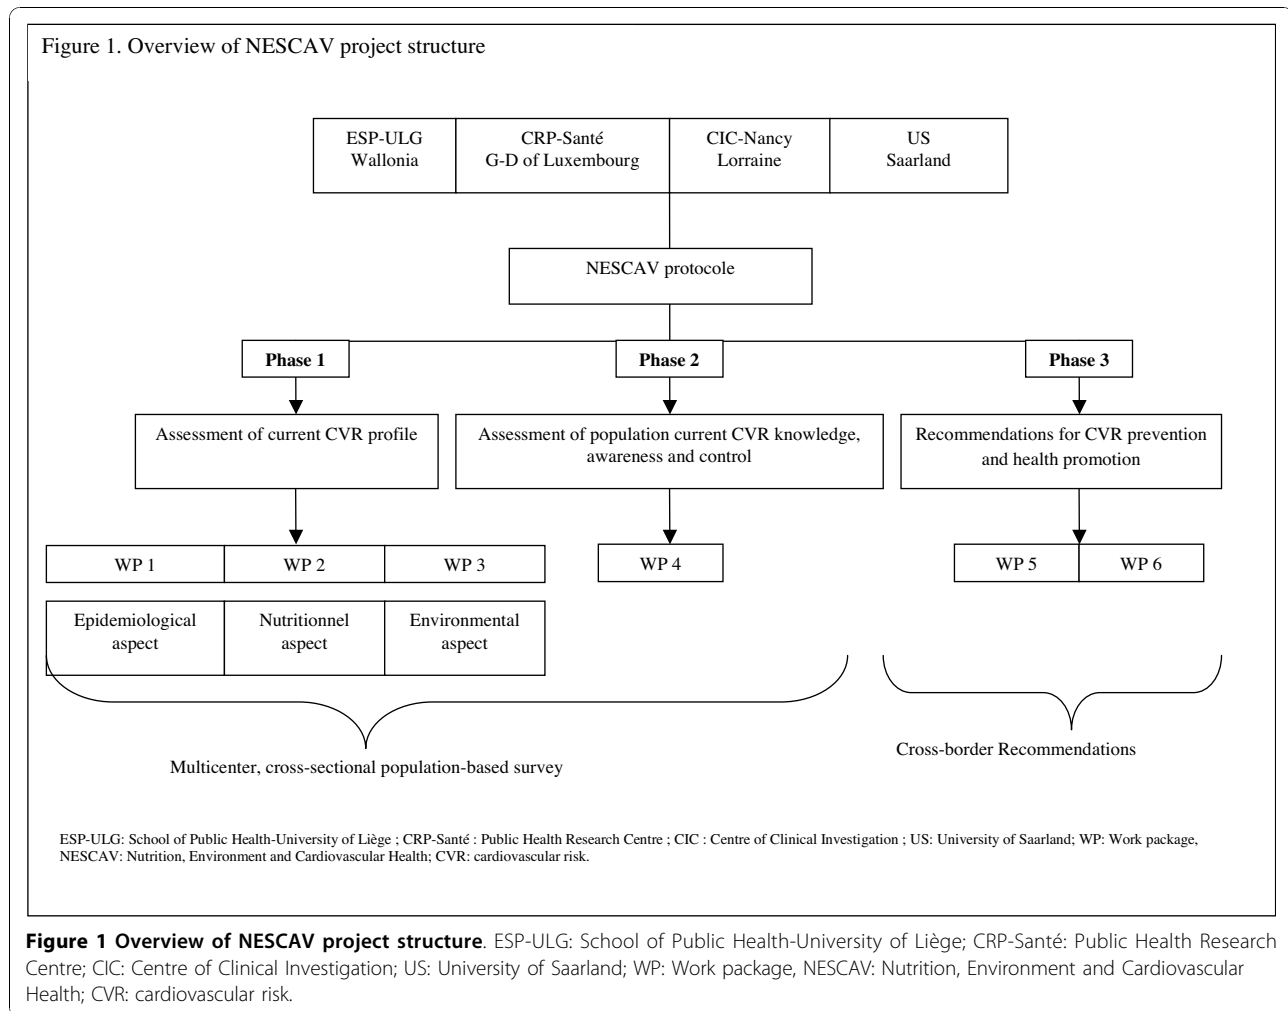 Figure 1. Overview of NESCAV project structure
ESP-ULG
Wallonia
CRP-Santé
G-D of Luxembourg
CIC-Nancy
Lorraine
US
Saarland
NESCAV protocole
Phase 1
Phase 2
Phase 3
Assessment of current CVR profile
Assessment of population current CVR knowledge,
awareness and control
Recommendations for CVR prevention
and health promotion
WP 1
WP 2
WP 3
WP 4
WP 5
WP 6
Epidemiological
aspect
Nutritionnel
aspect
Environmental
aspect
Multicenter, cross-sectional population-based survey
Cross-border Recommendations
ESP-ULG: School of Public Health-University of Liège ; CRP-Santé : Public Health Research Centre ; CIC : Centre of Clinical Investigation ; US: University of Saarland; WP: Work package,
NESCAV: Nutrition, Environment and Cardiovascular Health; CVR: cardiovascular risk.
Figure 1 Overview of NESCAV project structure. ESP-ULG: School of Public Health-University of Liège; CRP-Santé: Public Health Research
Centre; CIC: Centre of Clinical Investigation; US: University of Saarland; WP: Work package, NESCAV: Nutrition, Environment and Cardiovascular
Health; CVR: cardiovascular risk.